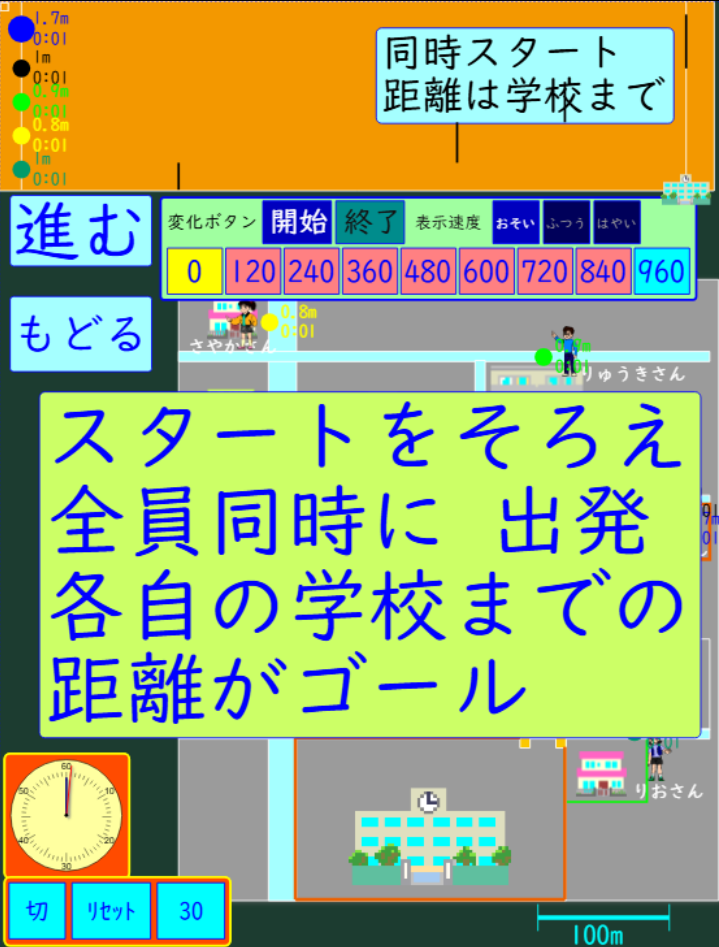 1.7m
0:01
1m
0:01
0.9m
0:01
0.8m
0:01
1m
0:01
同時スタート
距離は学校まで
進む
変化ボタン 開始 終了 表示速度 おそい ふつう はやい
0 120 240 360 480 600 720 840 960
もどる
0.8m
0:01
さやかさん
りゅうきさん
スタートをそろえ
全員同時に 出発
各自の学校までの
距離がゴール
りおさん
60
10
20
30
40
50
切 リセット 30
100m